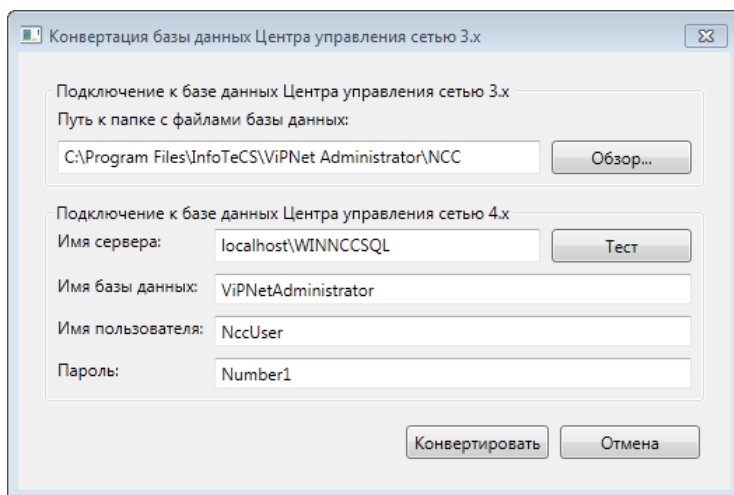 Конвертация базы данных Центра управления сетью 3.x
Подключение к базе данных Центра управления сетью 3.x
Путь к папке с файлами базы данных:
C:\Program Files\InfoTeCS\ViPNet Administrator\NCC
Обзор...
Подключение к базе данных Центра управления сетью 4.x
Имя сервера: localhost\WINNCCSQL Тест
Имя базы данных: ViPNetAdministrator
Имя пользователя: NccUser
Пароль: Number1
Конвертировать Отмена